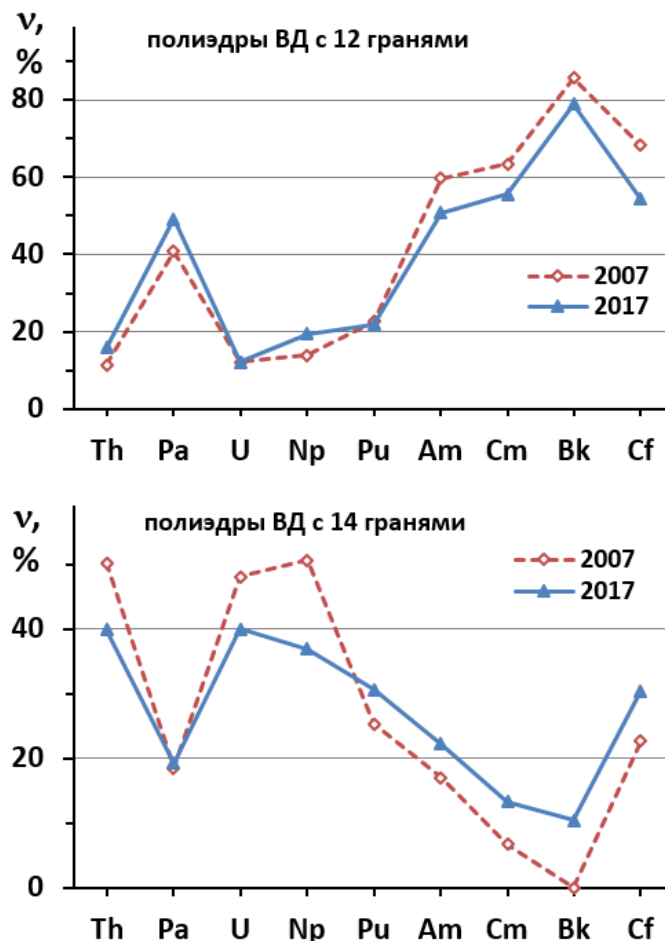 ν,
%
полиэдры ВД с 12 гранями
80
60
40
20
0
2007
2017
Th Pa U Np Pu Am Cm Bk Cf
ν,
%
полиэдры ВД с 14 гранями
2007
2017
40
20
0
Th Pa U Np Pu Am Cm Bk Cf